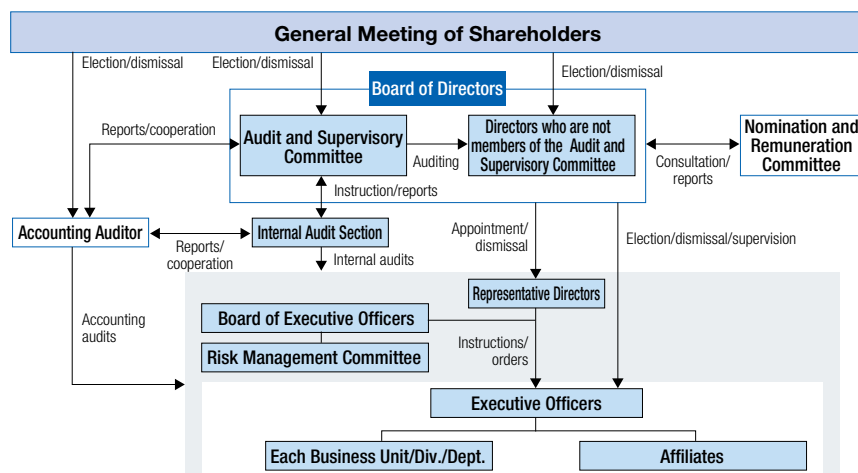 General Meeting of Shareholders
Election/dismissal
Election/dismissal
Election/dismissal
Board of Directors
Reports/cooperation
Audit and Supervisory
Committee
Auditing
Directors who are not
members of the Audit and
Supervisory Committee
Consultation/
reports
Nomination and
Remuneration
Committee
Instruction/reports
Accounting Auditor
Reports/
cooperation
Internal Audit Section
Internal audits
Appointment/
dismissal
Election/dismissal/supervision
Accounting
audits
Representative Directors
Board of Executive Officers
Risk Management Committee
Instructions/
orders
Executive Officers
Each Business Unit/Div./Dept.
Affiliates